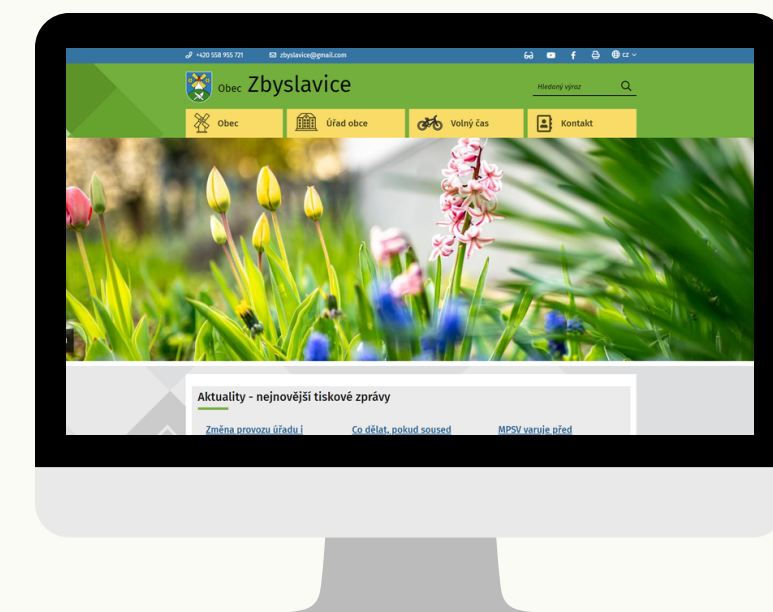 +420 558 955 721 zbyslavice@gmail.com CZ
Obec Zbyslavice
Hledaný výraz
Obec Úřad obce Volný čas Kontakt
Aktuality - nejnovější tiskové zprávy
Změna provozu úřadu i Co dělat, pokud soused MPSV varuje před